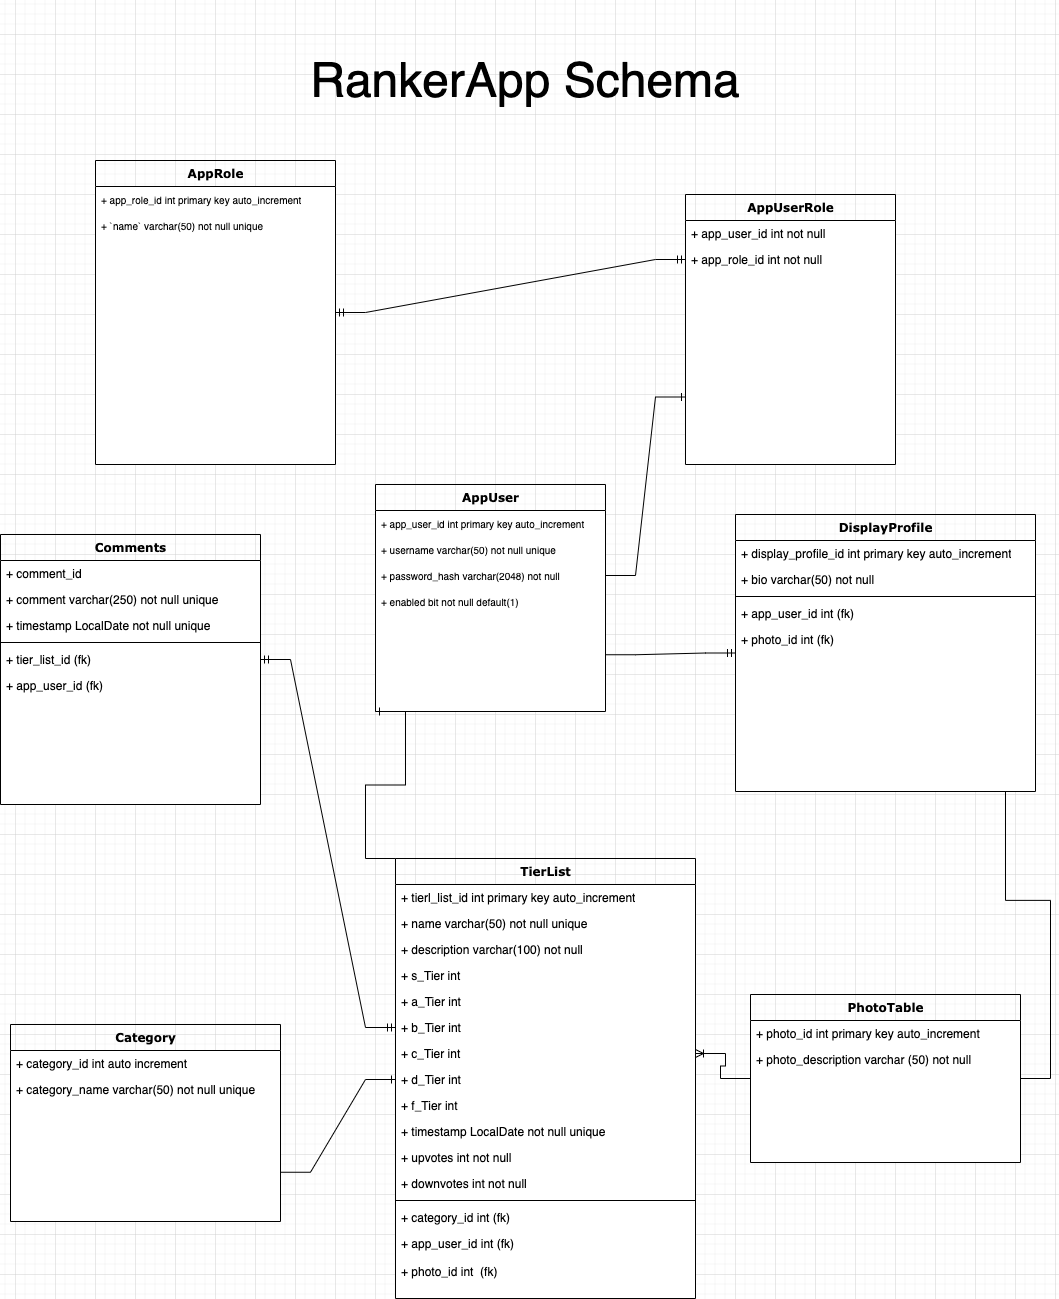 RankerApp Schema
AppRole
+ app_role_id int primary key auto_increment
+ `name` varchar(50) not null unique
AppUserRole
+ app_user_id int not null
+ app_role_id int not null
AppUser
+ app_user_id int primary key auto_increment
+ username varchar(50) not null unique
+ password_hash varchar(2048) not null
+ enabled bit not null default(1)
DisplayProfile
+ display_profile_id int primary key auto_increment
+ bio varchar(50) not null
+ app_user_id int (fk)
+ photo_id int (fk)
Comments
+ comment_id
+ comment varchar(250) not null unique
+ timestamp LocalDate not null unique
+ tier_list_id (fk)
+ app_user_id (fk)
TierList
+ tierl_list_id int primary key auto_increment
+ name varchar(50) not null unique
+ description varchar(100) not null
+ s_Tier int
+ a_Tier int
+ b_Tier int
+ c_Tier int
+ d_Tier int
+ f_Tier int
+ timestamp LocalDate not null unique
+ upvotes int not null
+ downvotes int not null
+ category_id int (fk)
+ app_user_id int (fk)
+ photo_id int  (fk)
PhotoTable
+ photo_id int primary key auto_increment
+ photo_description varchar (50) not null
Category
+ category_id int auto increment
+ category_name varchar(50) not null unique